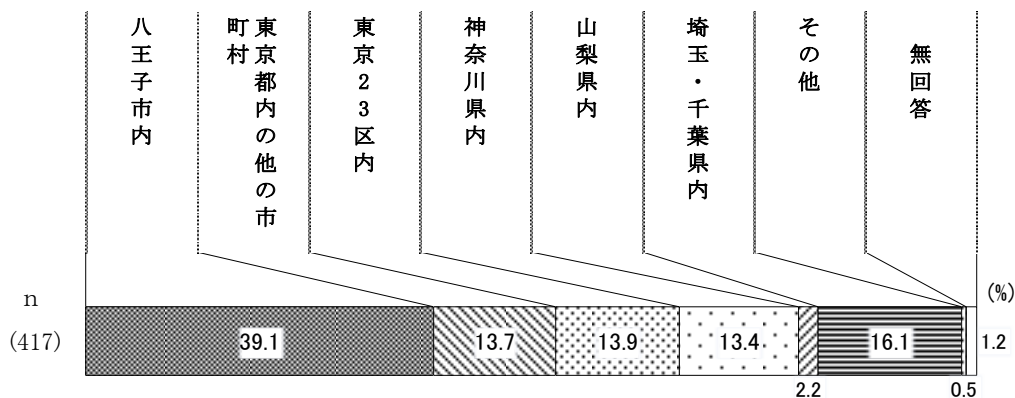 八王子市内
東京都内の他の市
町村
東京23区内
神奈川県内
山梨県内
埼玉・千葉県内
その他
無回答
(%)
n
(417)
39.1
13.7
13.9
13.4
16.1
1.2
2.2
0.5